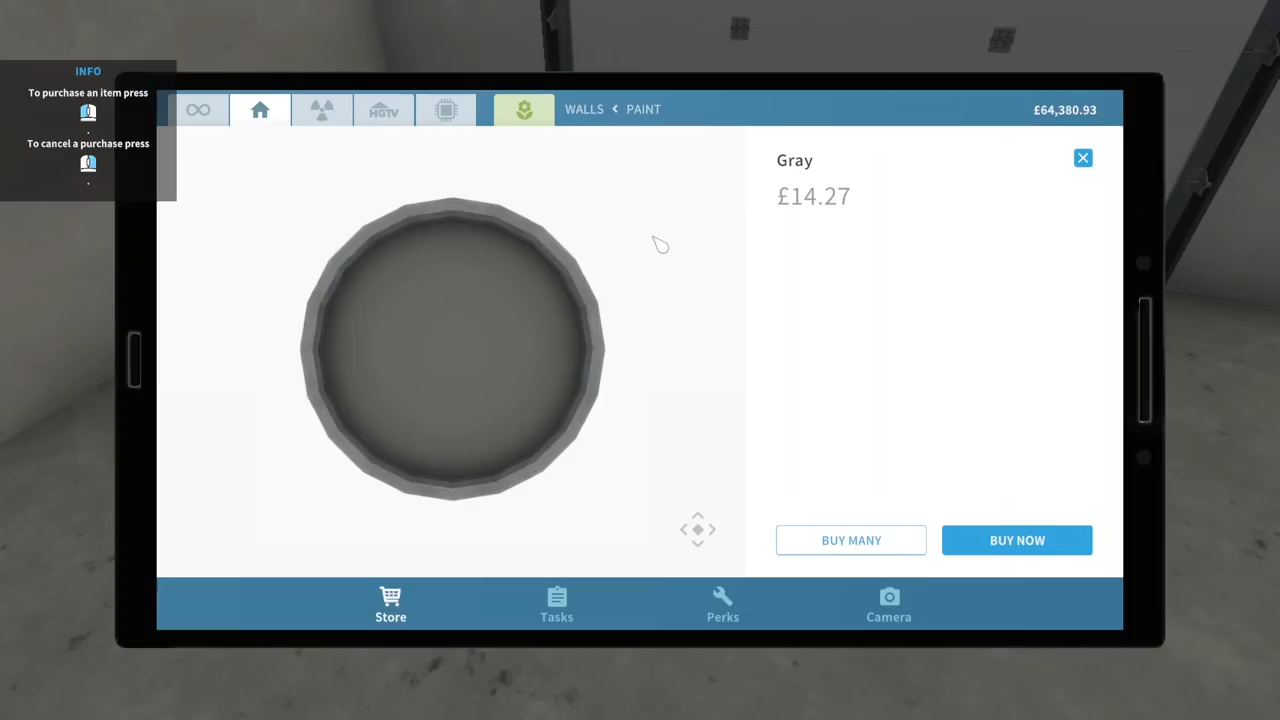 INFO
To purchase an item press
.
To cancel a purchase press
.
HGTV
WALLS < PAINT
£64,380.93
Gray
£14.27
BUY MANY
BUY NOW
Store
Tasks
Perks
Camera